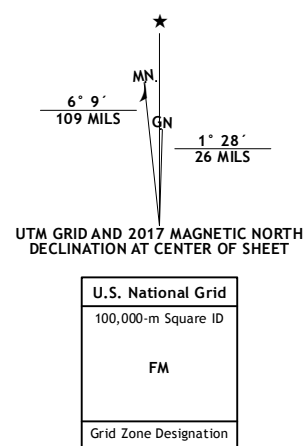 MN.
GN
6° 9´
109 MILS
1° 28´
26 MILS
UTM GRID AND 2017 MAGNETIC NORTH
DECLINATION AT CENTER OF SHEET
U.S. National Grid
100,000-m Square ID
FM
Grid Zone Designation